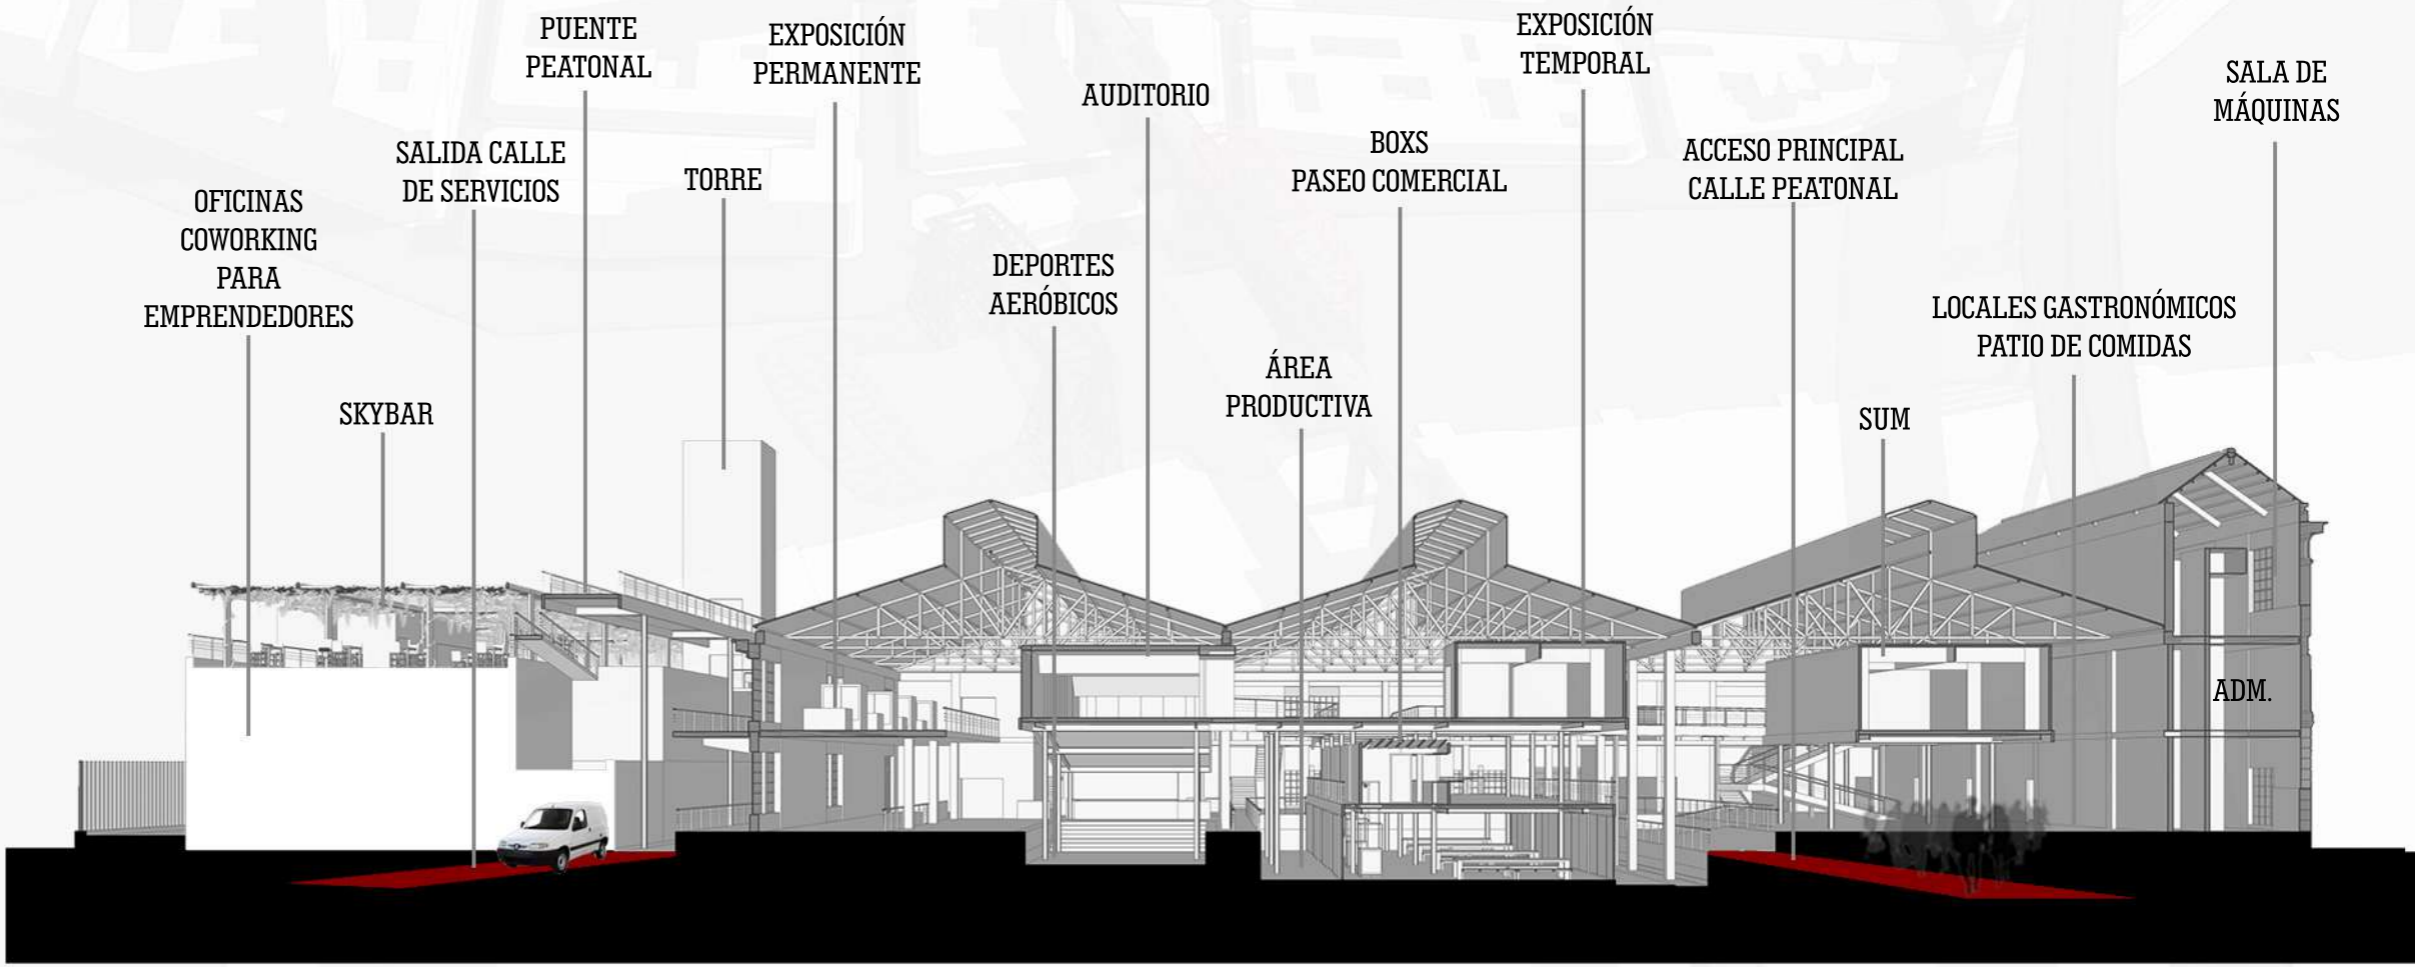 PUENTE
PEATONAL
EXPOSICIÓN
PERMANENTE
EXPOSICIÓN
TEMPORAL
SALA DE
MÁQUINAS
AUDITORIO
BOXS
PASEO COMERCIAL
SALIDA CALLE
DE SERVICIOS
TORRE
ACCESO PRINCIPAL
CALLE PEATONAL
OFICINAS
COWORKING
PARA
EMPRENDEDORES
DEPORTES
AERÓBICOS
LOCALES GASTRONÓMICOS
PATIO DE COMIDAS
ÁREA
PRODUCTIVA
SKYBAR
SUM
ADM.